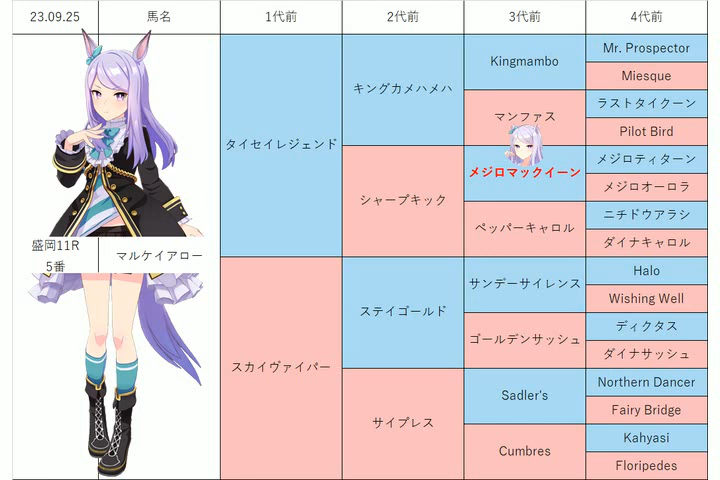 23.09.25
馬名
1代前
2代前
3代前
4代前
盛岡11R
5番
マルケイアロー
タイセイレジェンド
スカイヴァイパー
キングカメハメハ
シャープキック
ステイゴールド
サイプレス
Kingmambo
マンファス
メジロマックイーン
ペッパーキャロル
サンデーサイレンス
ゴールデンサッシュ
Sadler's
Cumbres
Mr. Prospector
Miesque
ラストタイクーン
Pilot Bird
メジロティターン
メジロオーロラ
ニチドウアラシ
ダイナキャロル
Halo
Wishing Well
ディクタス
ダイナサッシュ
Northern Dancer
Fairy Bridge
Kahyasi
Floripedes